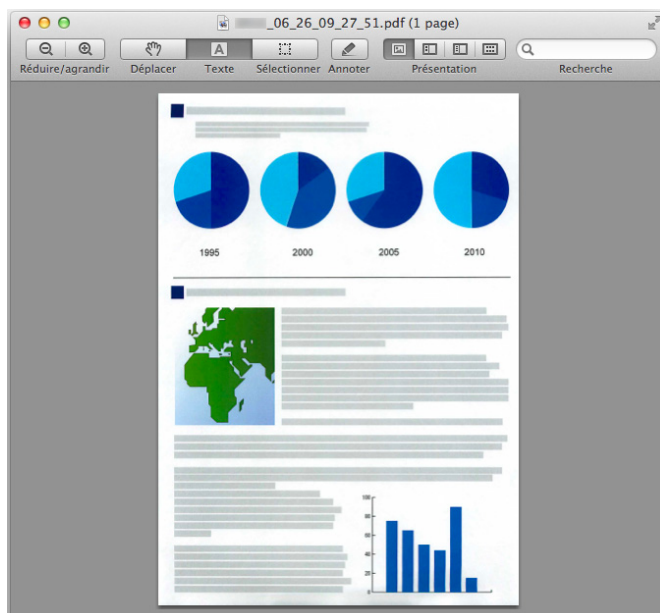 _06_26_09_27_51.pdf (1 page)
A
Réduire/agrandir
Déplacer
Texte
Sélectionner
Annoter
Présentation
Recherche
1995
2000
2005
2010
100
80
60
40
20
0